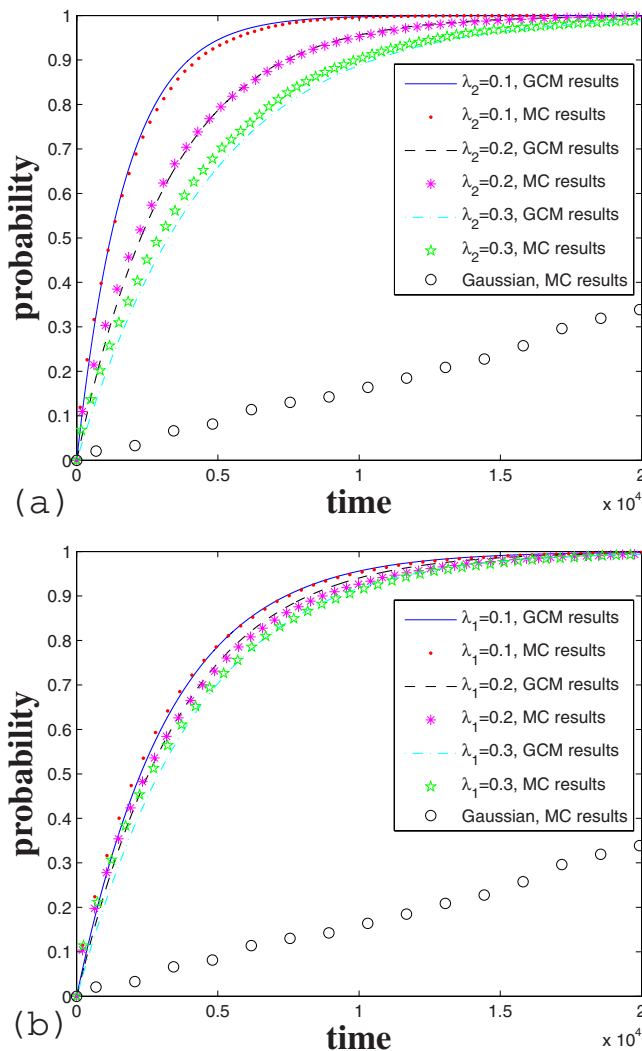 1
0.9
0.8
0.7
0.6
0.5
0.4
0.3
0.2
0.1
0
probability
λ2=0.1, GCM results
λ2=0.1, MC results
λ2=0.2, GCM results
λ2=0.2, MC results
λ2=0.3, GCM results
λ2=0.3, MC results
Gaussian, MC results
0 0.5 1 1.5 2
x 10^4
time
(a)
1
0.9
0.8
0.7
0.6
0.5
0.4
0.3
0.2
0.1
0
probability
λ1=0.1, GCM results
λ1=0.1, MC results
λ1=0.2, GCM results
λ1=0.2, MC results
λ1=0.3, GCM results
λ1=0.3, MC results
Gaussian, MC results
0 0.5 1 1.5 2
x 10^4
time
(b)